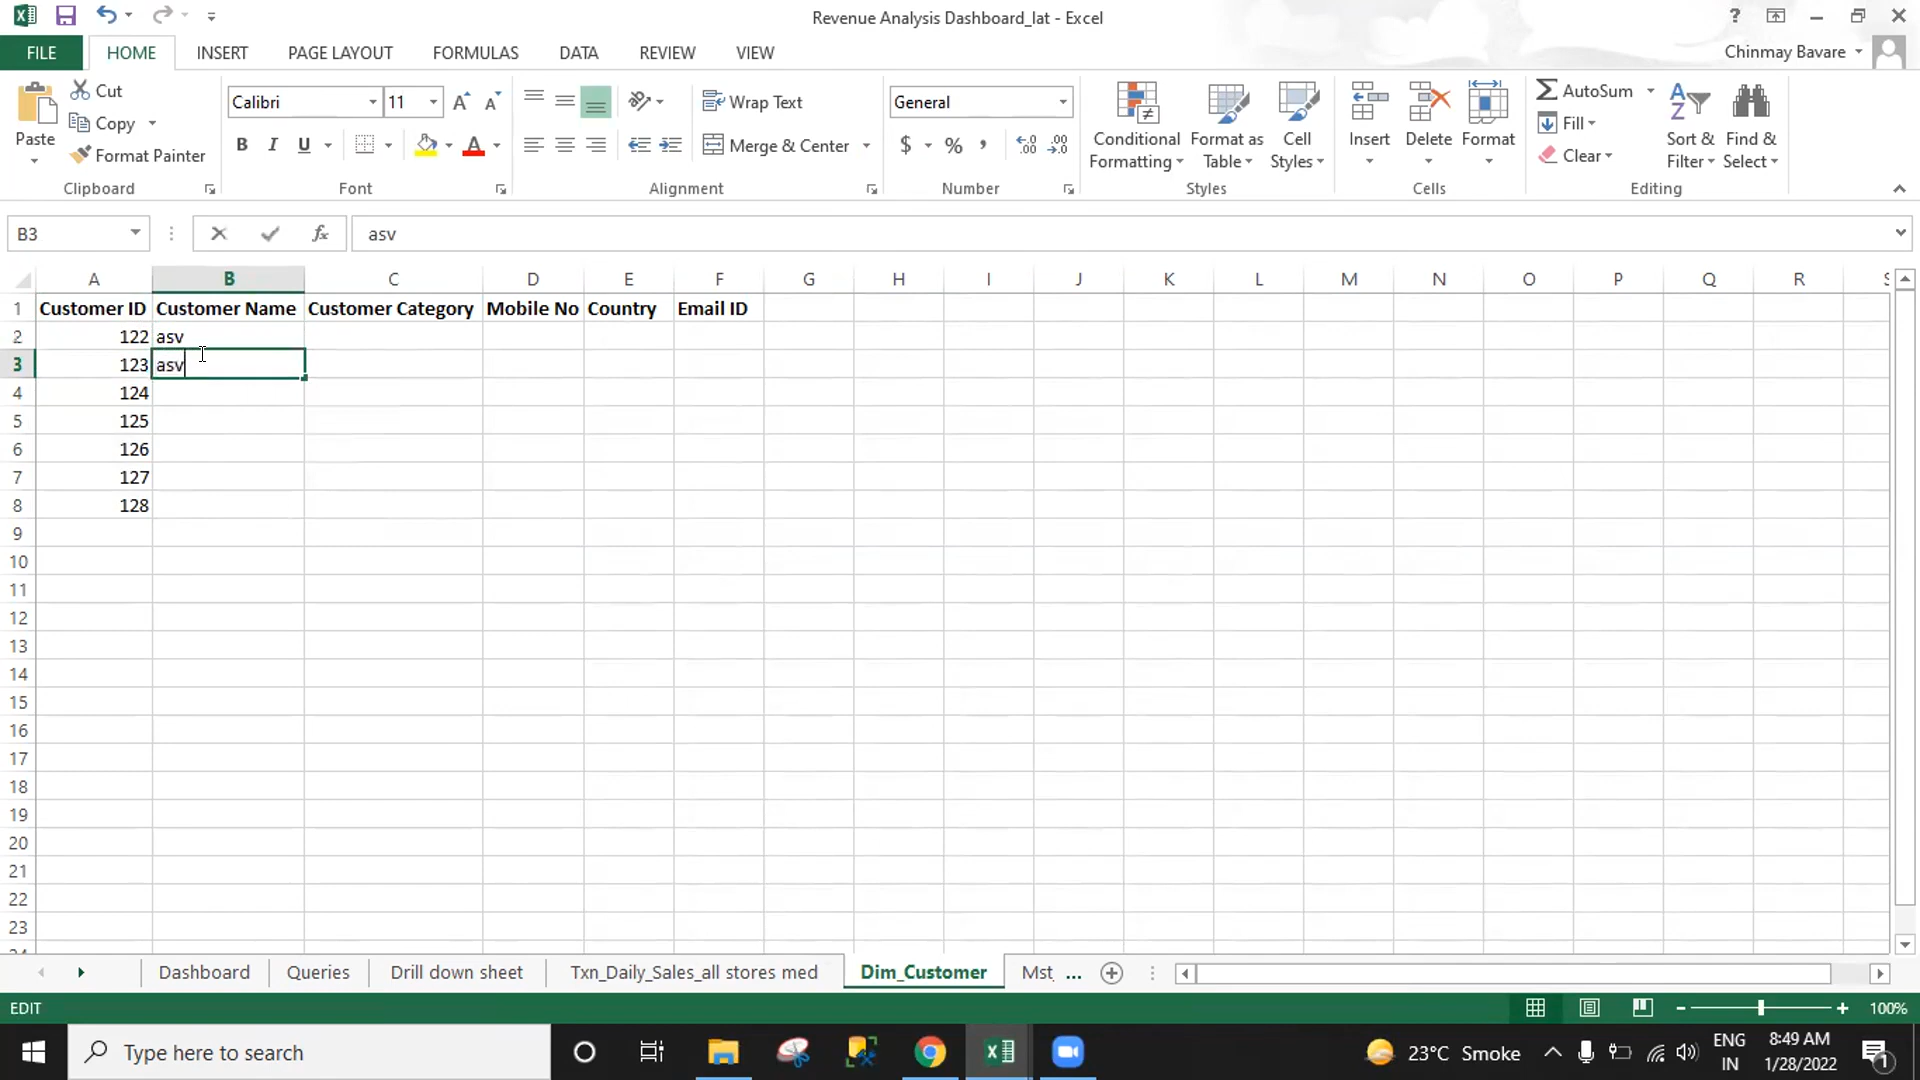 Revenue Analysis Dashboard_lat - Excel
?
FILE HOME INSERT PAGE LAYOUT FORMULAS DATA REVIEW VIEW
Chinmay Bavare
Paste
Cut
Copy
Format Painter
Clipboard
Calibri 11
B I U A
Font
Wrap Text
Merge & Center
Alignment
General
$ % ,
Number
Conditional Formatting
Format as Table
Cell Styles
Styles
Insert Delete Format
Cells
AutoSum
Fill
Clear
Sort & Filter
Find & Select
Editing
B3 fx asv
A B C D E F G H I J K L M N O P Q R S
1 Customer ID Customer Name Customer Category Mobile No Country Email ID
2 122 asv
3 123 asv
4 124
5 125
6 126
7 127
8 128
9
10
11
12
13
14
15
16
17
18
19
20
21
22
23
24
Dashboard Queries Drill down sheet Txn_Daily_Sales_all stores med Dim_Customer Mst_ ...
EDIT 100%
Type here to search
23°C Smoke
ENG IN
8:49 AM
1/28/2022
1